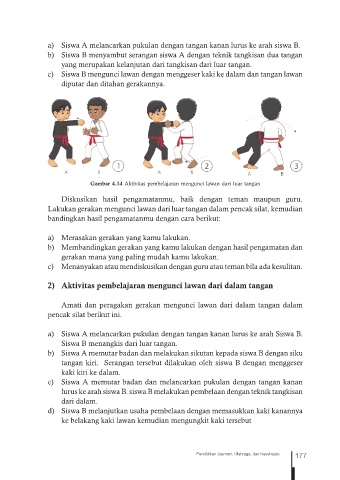 a) Siswa A melancarkan pukulan dengan tangan kanan lurus ke arah siswa B.
b) Siswa B menyambut serangan siswa A dengan teknik tangkisan dua tangan
yang merupakan kelanjutan dari tangkisan dari luar tangan.
c) Siswa B mengunci lawan dengan menggeser kaki ke dalam dan tangan lawan
diputar dan ditahan gerakannya.
1 2 3
A B A B A B
Gambar 4.14 Aktivitas pembelajaran mengunci lawan dari luar tangan
Diskusikan hasil pengamatanmu, baik dengan teman maupun guru.
Lakukan gerakan mengunci lawan dari luar tangan dalam pencak silat, kemudian
bandingkan hasil pengamatanmu dengan cara berikut:
a) Merasakan gerakan yang kamu lakukan.
b) Membandingkan gerakan yang kamu lakukan dengan hasil pengamatan dan
gerakan mana yang paling mudah kamu lakukan.
c) Menanyakan atau mendiskusikan dengan guru atau teman bila ada kesulitan.
2) Aktivitas pembelajaran mengunci lawan dari dalam tangan
Amati dan peragakan gerakan mengunci lawan dari dalam tangan dalam
pencak silat berikut ini.
a) Siswa A melancarkan pukulan dengan tangan kanan lurus ke arah Siswa B.
Siswa B menangkis dari luar tangan.
b) Siswa A memutar badan dan melakukan sikutan kepada siswa B dengan siku
tangan kiri. Serangan tersebut dilakukan oleh siswa B dengan menggeser
kaki kiri ke dalam.
c) Siswa A memutar badan dan melancarkan pukulan dengan tangan kanan
lurus ke arah siswa B. siswa B melakukan pembelaan dengan teknik tangkisan
dari dalam.
d) Siswa B melanjutkan usaha pembelaan dengan memasukkan kaki kanannya
ke belakang kaki lawan kemudian mengungkit kaki tersebut
Pendidikan Jasmani, Olahraga, dan Kesehatan 177